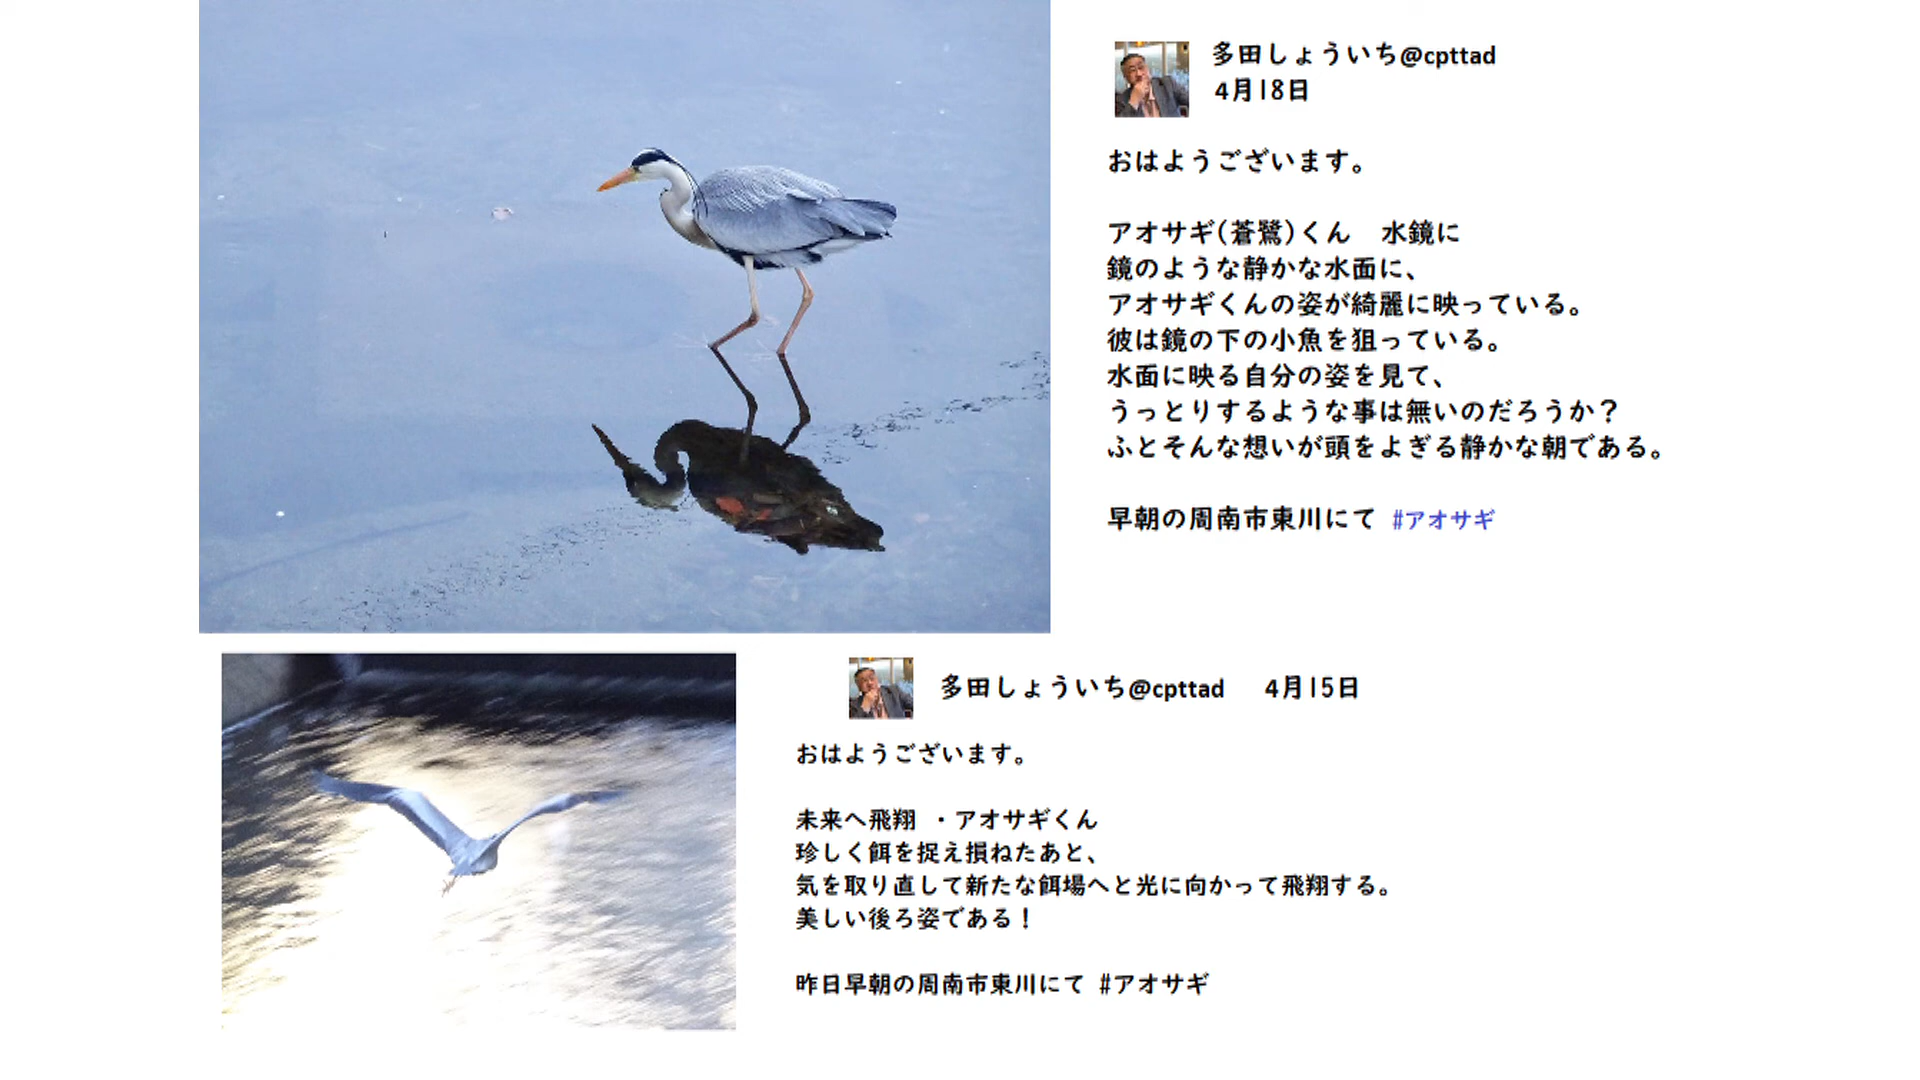 多田しょういち@cpttad
4月18日
おはようございます。
アオサギ(蒼鷺)くん　水鏡に
鏡のような静かな水面に、
アオサギくんの姿が綺麗に映っている。
彼は鏡の下の小魚を狙っている。
水面に映る自分の姿を見て、
うっとりするような事は無いのだろうか？
ふとそんな想いが頭をよぎる静かな朝である。
早朝の周南市東川にて #アオサギ
多田しょういち@cpttad 4月15日
おはようございます。
未来へ飛翔 ・アオサギくん
珍しく餌を捉え損ねたあと、
気を取り直して新たな餌場へと光に向かって飛翔する。
美しい後ろ姿である！
昨日早朝の周南市東川にて #アオサギ